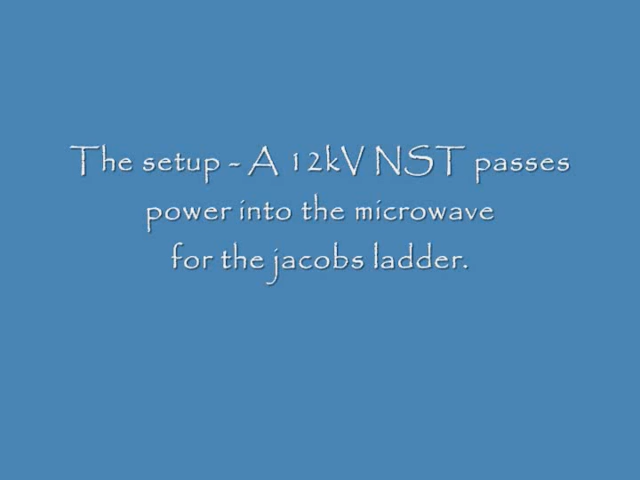 The setup - A 12kV NST passes
power into the microwave
for the jacobs ladder.